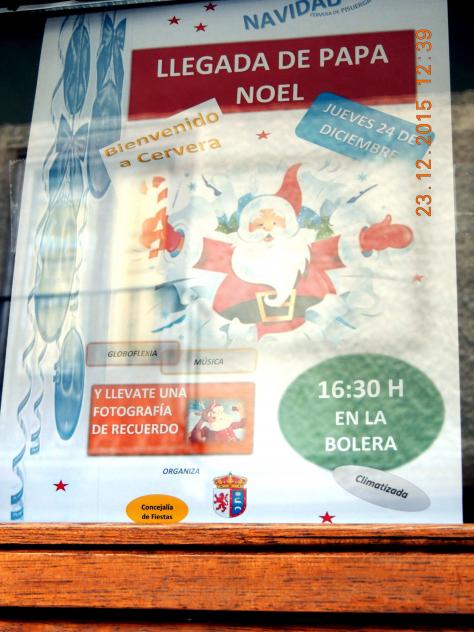 NAVIDAD
CERVERA DE PISUERGA
LLEGADA DE PAPA
NOEL
Bienvenido
a Cervera
JUEVES 24 DE
DICIEMBRE
23.12.2015 12:39
GLOBOFLEXIA
MÚSICA
Y LLEVATE UNA
FOTOGRAFÍA
DE RECUERDO
16:30 H
EN LA
BOLERA
Climatizada
ORGANIZA
Concejalía
de Fiestas